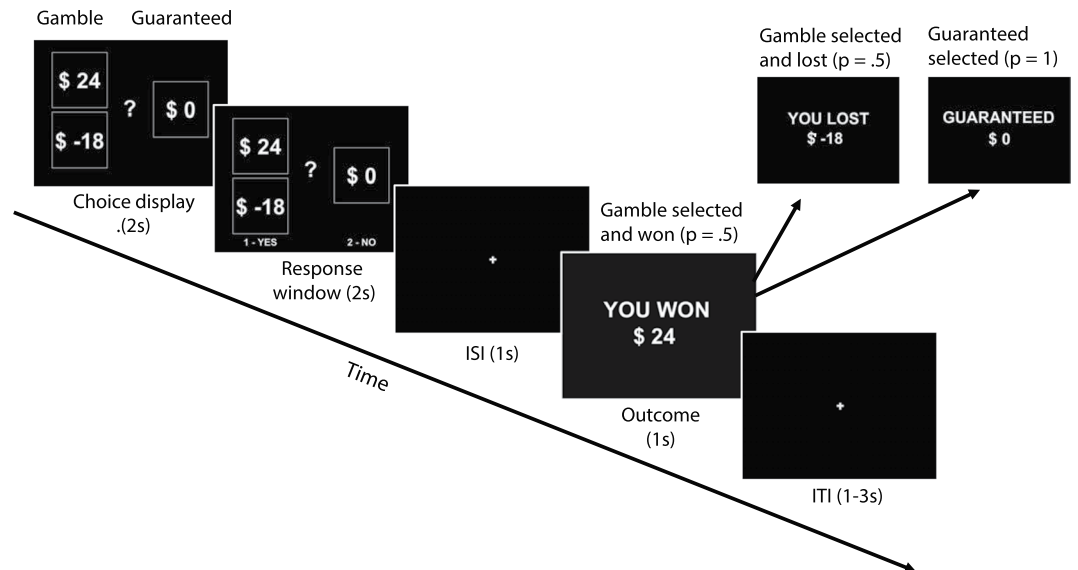 Gamble
Guaranteed
$ 24
$ -18
?
$ 0
Choice display
.(2s)
$ 24
$ -18
?
$ 0
1 - YES
2 - NO
Response
window (2s)
+
ISI (1s)
Gamble selected
and won (p = .5)
YOU WON
$ 24
Outcome
(1s)
Gamble selected
and lost (p = .5)
YOU LOST
$ -18
Guaranteed
selected (p = 1)
GUARANTEED
$ 0
+
ITI (1-3s)
Time